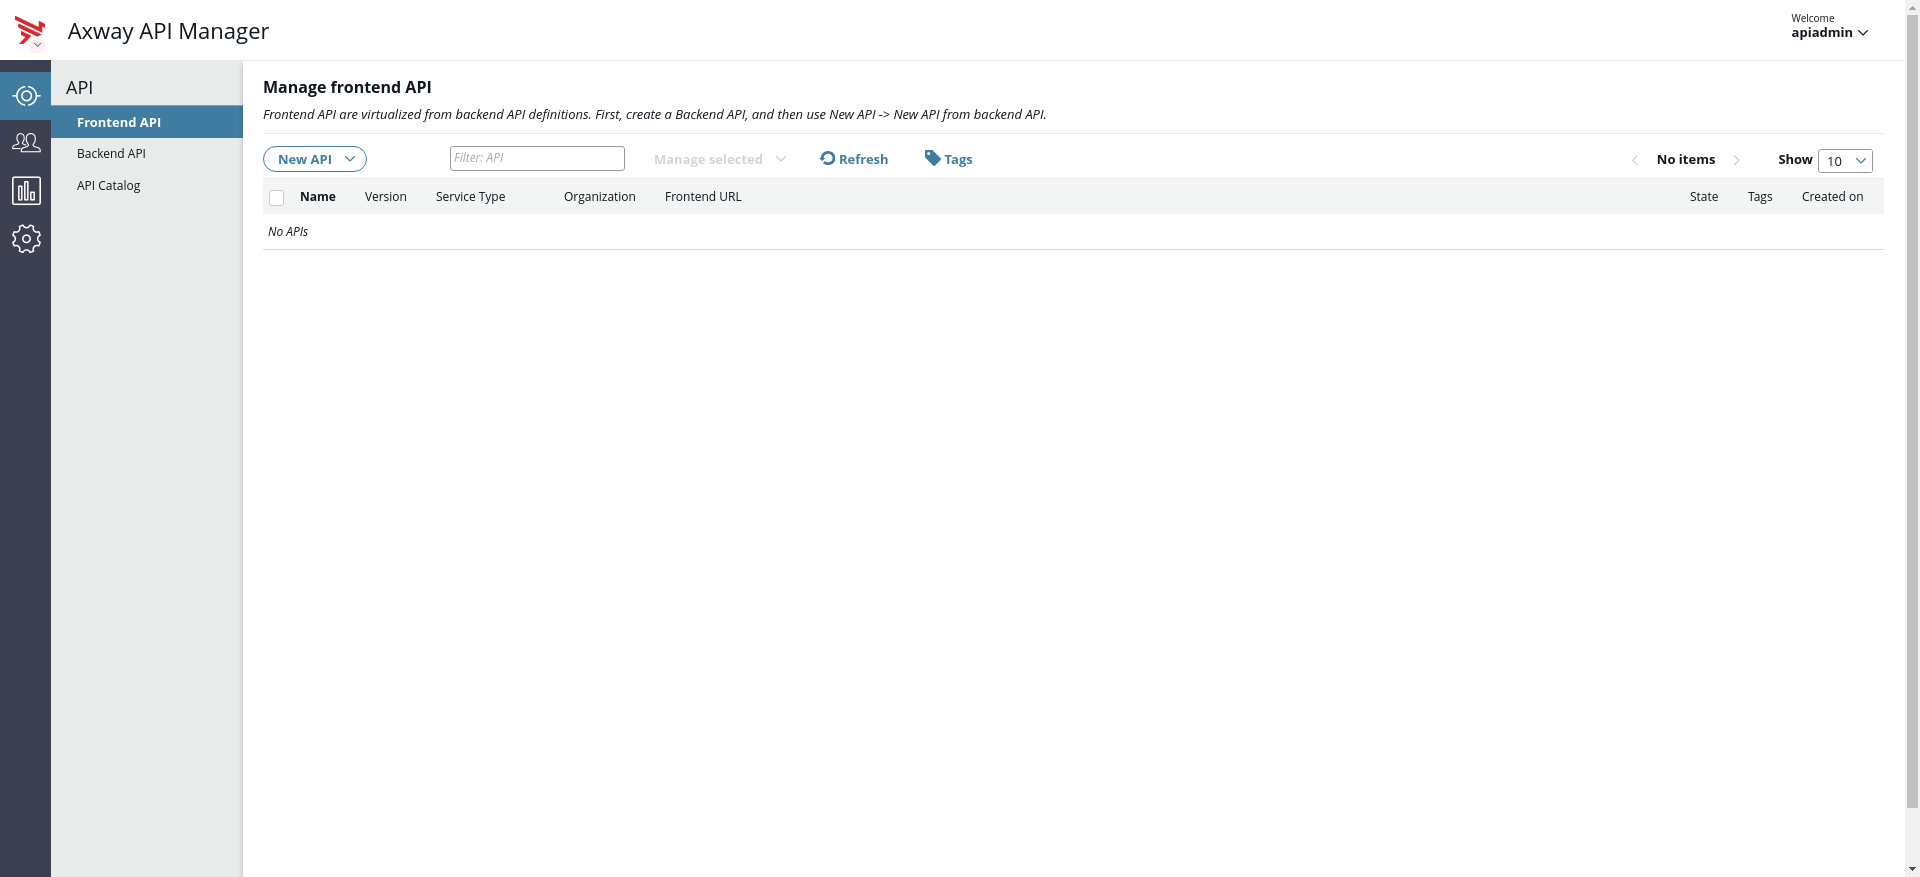 Axway API Manager
Welcome
apiadmin
API
Frontend API
Backend API
API Catalog
Manage frontend API
Frontend API are virtualized from backend API definitions. First, create a Backend API, and then use New API -> New API from backend API.
New API
Filter: API
Manage selected
Refresh
Tags
No items
Show 10
Name Version Service Type Organization Frontend URL State Tags Created on
No APIs